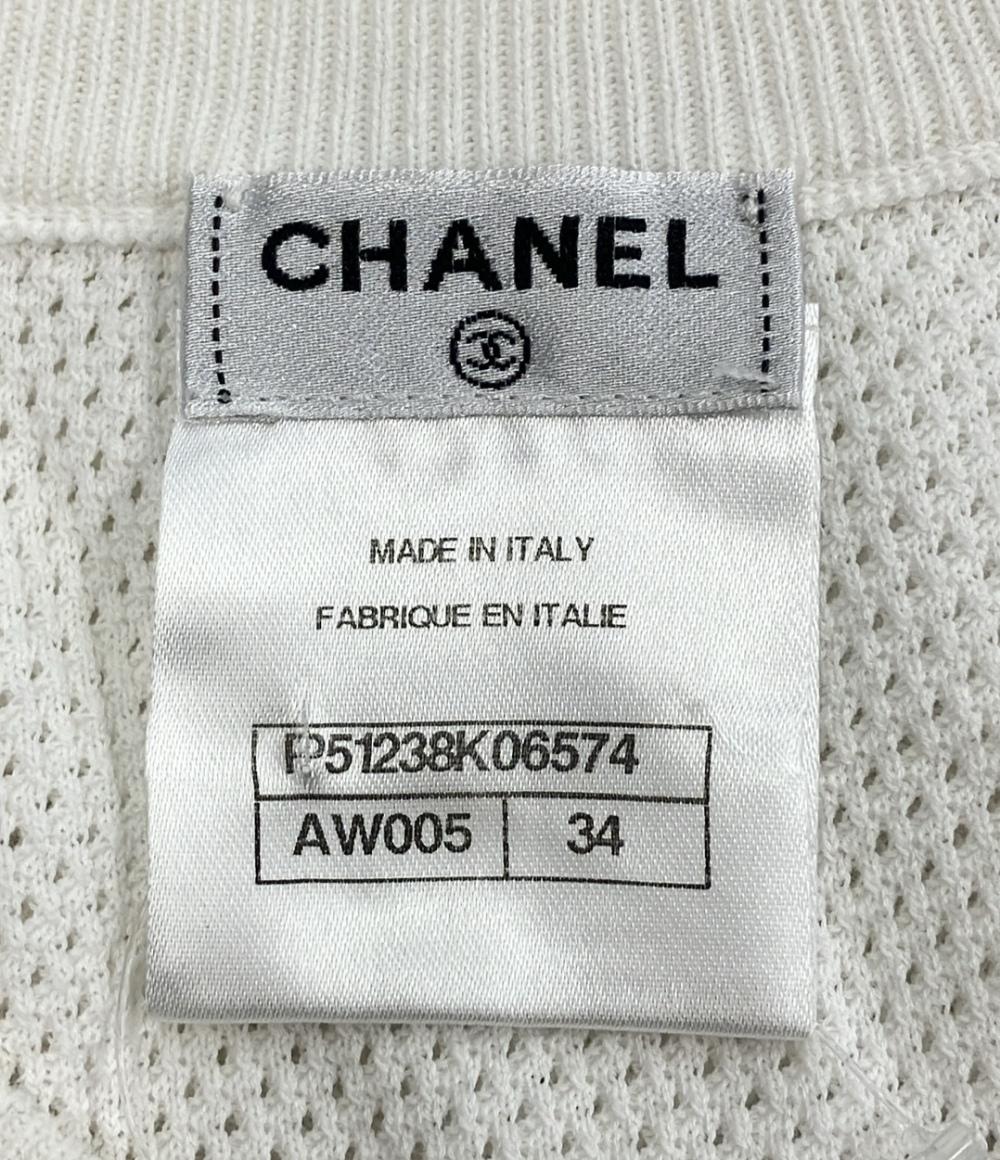 CHANEL
MADE IN ITALY
FABRIQUE EN ITALIE
P51238K06574
AW005 34